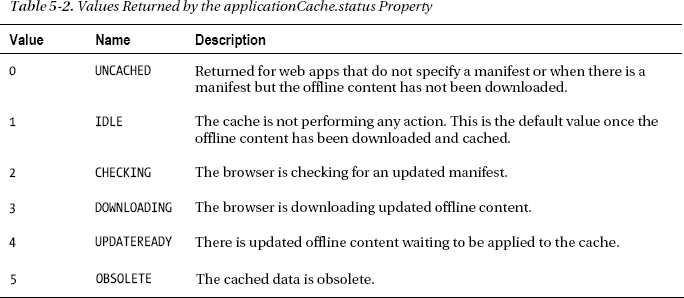 Table 5-2. Values Returned by the applicationCache.status Property
Value Name Description
0 UNCACHED Returned for web apps that do not specify a manifest or when there is a
manifest but the offline content has not been downloaded.
1 IDLE The cache is not performing any action. This is the default value once the
offline content has been downloaded and cached.
2 CHECKING The browser is checking for an updated manifest.
3 DOWNLOADING The browser is downloading updated offline content.
4 UPDATEREADY There is updated offline content waiting to be applied to the cache.
5 OBSOLETE The cached data is obsolete.